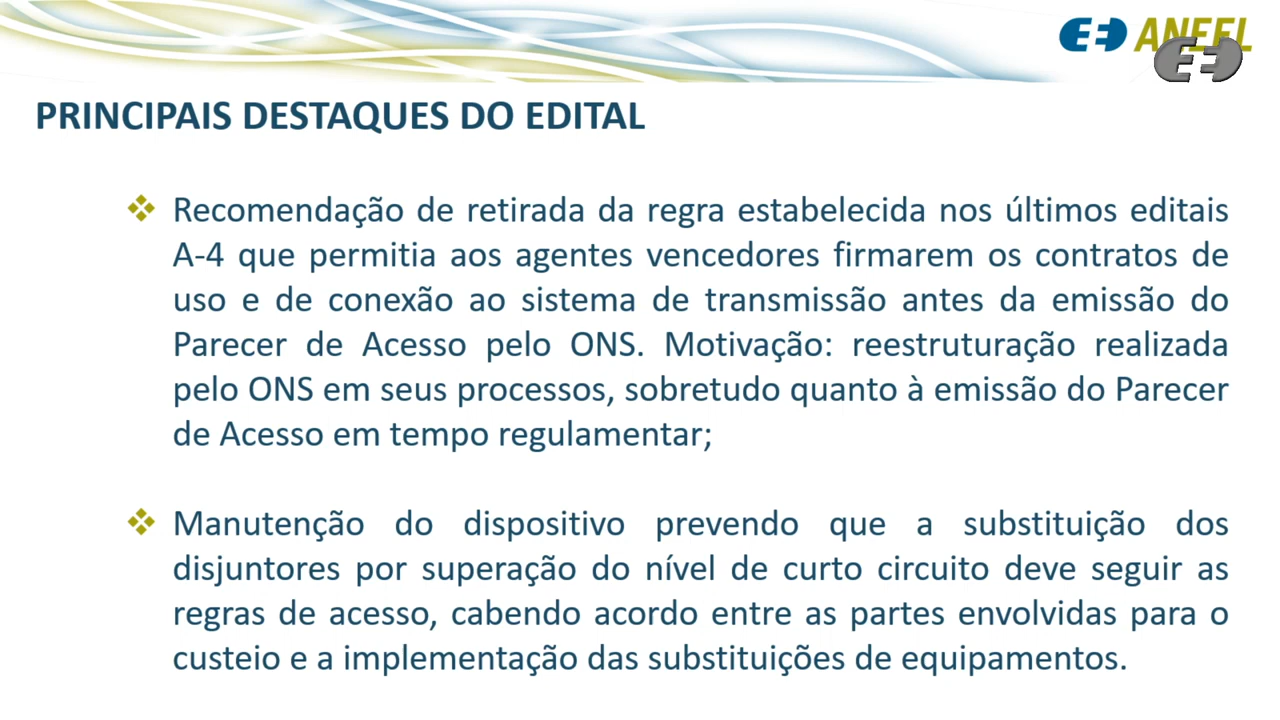 ANEEL
PRINCIPAIS DESTAQUES DO EDITAL
Recomendação de retirada da regra estabelecida nos últimos editais
A-4 que permitia aos agentes vencedores firmarem os contratos de
uso e de conexão ao sistema de transmissão antes da emissão do
Parecer de Acesso pelo ONS. Motivação: reestruturação realizada
pelo ONS em seus processos, sobretudo quanto à emissão do Parecer
de Acesso em tempo regulamentar;
Manutenção do dispositivo prevendo que a substituição dos
disjuntores por superação do nível de curto circuito deve seguir as
regras de acesso, cabendo acordo entre as partes envolvidas para o
custeio e a implementação das substituições de equipamentos.